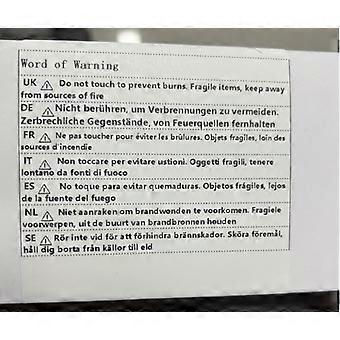 Word of Warning
UK ⚠ Do not touch to prevent burns. Fragile items, keep away
from sources of fire
DE ⚠ Nicht berühren, um Verbrennungen zu vermeiden.
Zerbrechliche Gegenstände, von Feuerquellen fernhalten
FR ⚠ Ne pas toucher pour éviter les brûlures. Objets fragiles, loin des
sources d'incendie
IT ⚠ Non toccare per evitare ustioni. Oggetti fragili, tenere
lontano da fonti di fuoco
ES ⚠ No toque para evitar quemaduras. Objetos frágiles, lejos
de la fuente del fuego
NL ⚠ Niet aanraken om brandwonden te voorkomen. Fragiele
voorwerpen, uit de buurt van brandbronnen houden
SE ⚠ Rör inte vid för att förhindra brännskador. Sköra föremål,
håll dig borta från källor till eld